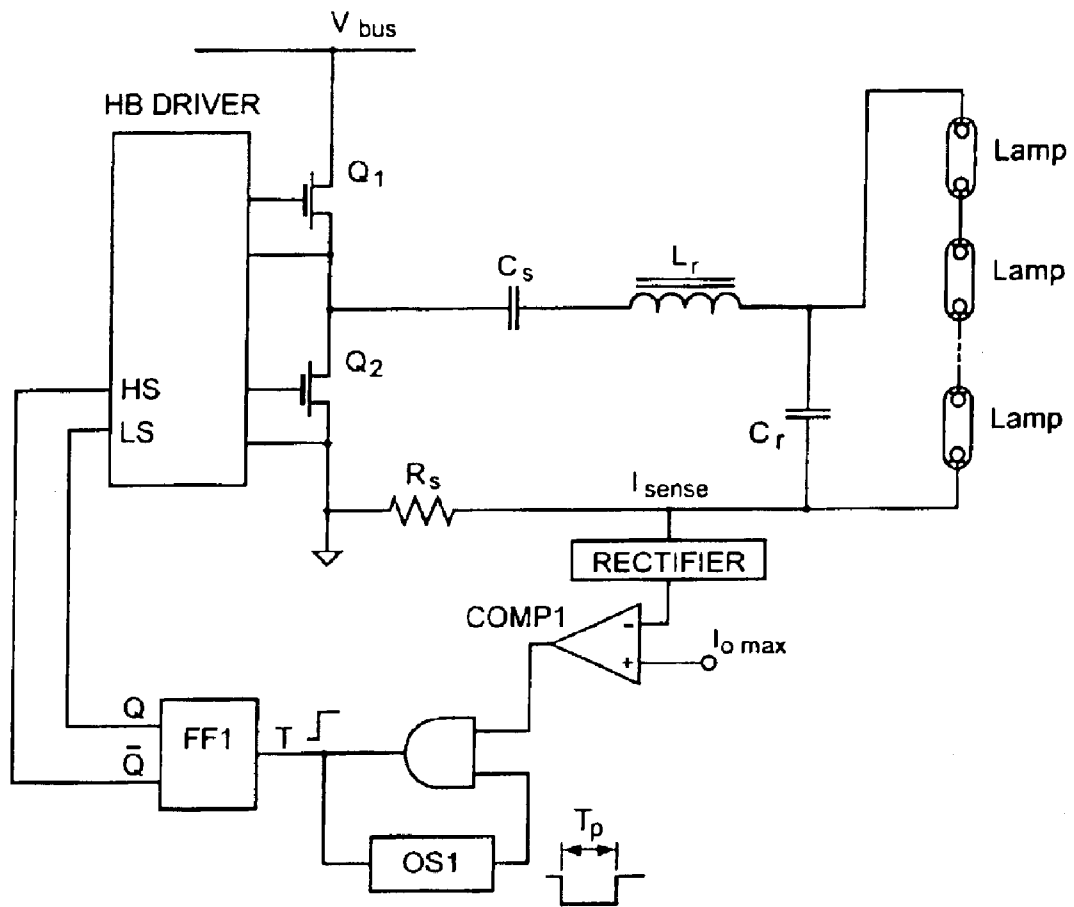 V bus
HB DRIVER
Q1
Lamp
Cs
Lr
Lamp
Q2
HS
LS
Cr
Lamp
Rs
I sense
RECTIFIER
COMP1
-
+
Io max
Q
FF1
T
Q̄
Tp
OS1